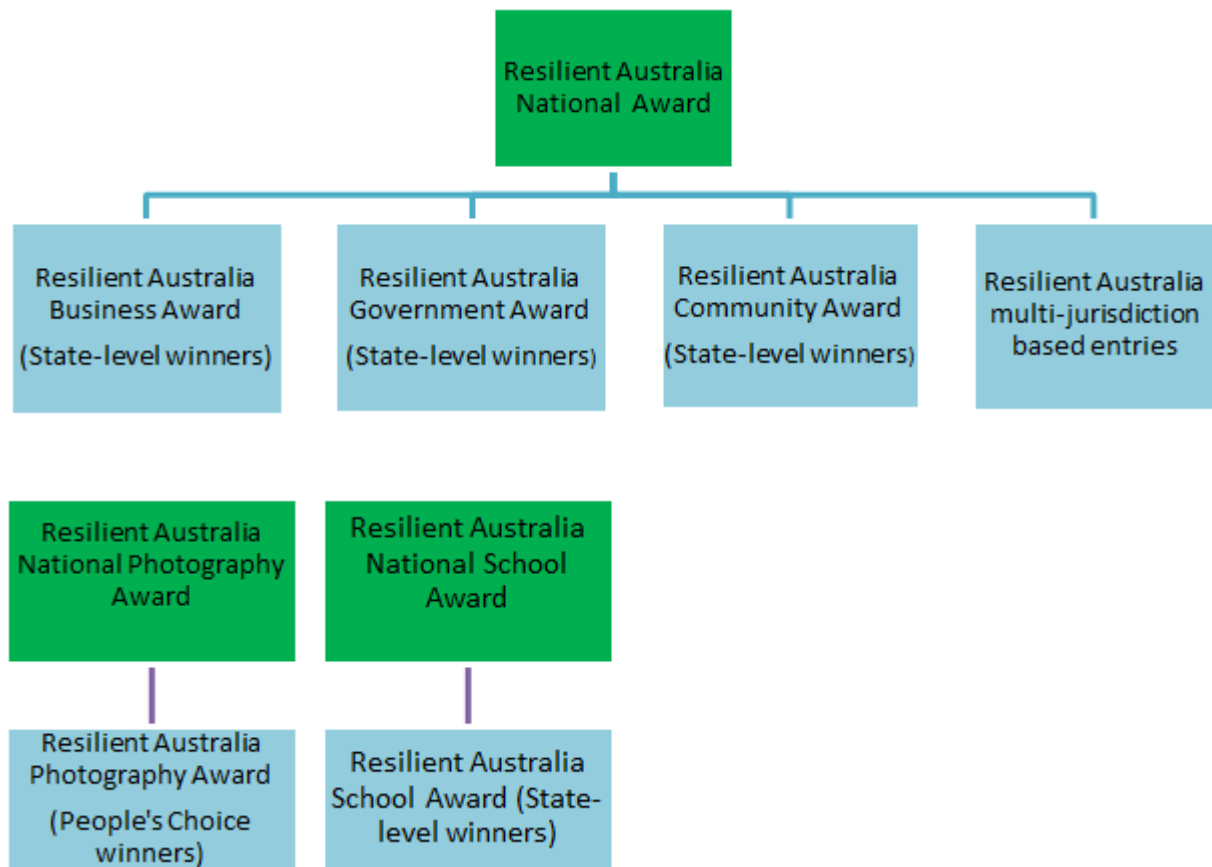 Resilient Australia
National Award
Resilient Australia
Business Award
(State-level winners)
Resilient Australia
Government Award
(State-level winners)
Resilient Australia
Community Award
(State-level winners)
Resilient Australia
multi-jurisdiction
based entries
Resilient Australia
National Photography
Award
Resilient Australia
National School
Award
Resilient Australia
Photography Award
(People's Choice
winners)
Resilient Australia
School Award (State-
level winners)